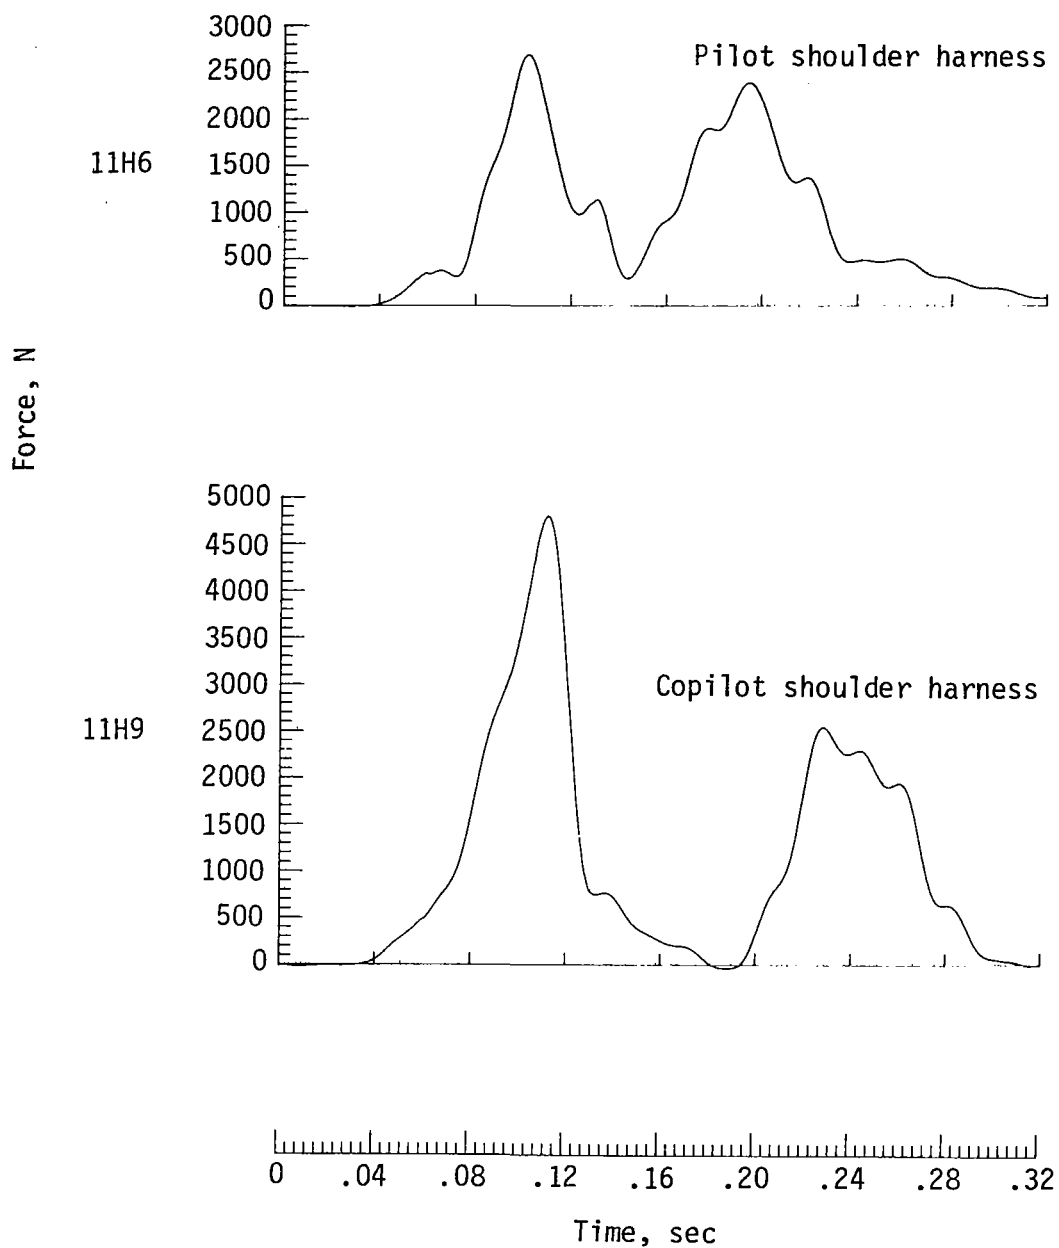 3000
2500
2000
1500
1000
500
0
11H6
Pilot shoulder harness
Force, N
5000
4500
4000
3500
3000
2500
2000
1500
1000
500
0
11H9
Copilot shoulder harness
0 .04 .08 .12 .16 .20 .24 .28 .32
Time, sec